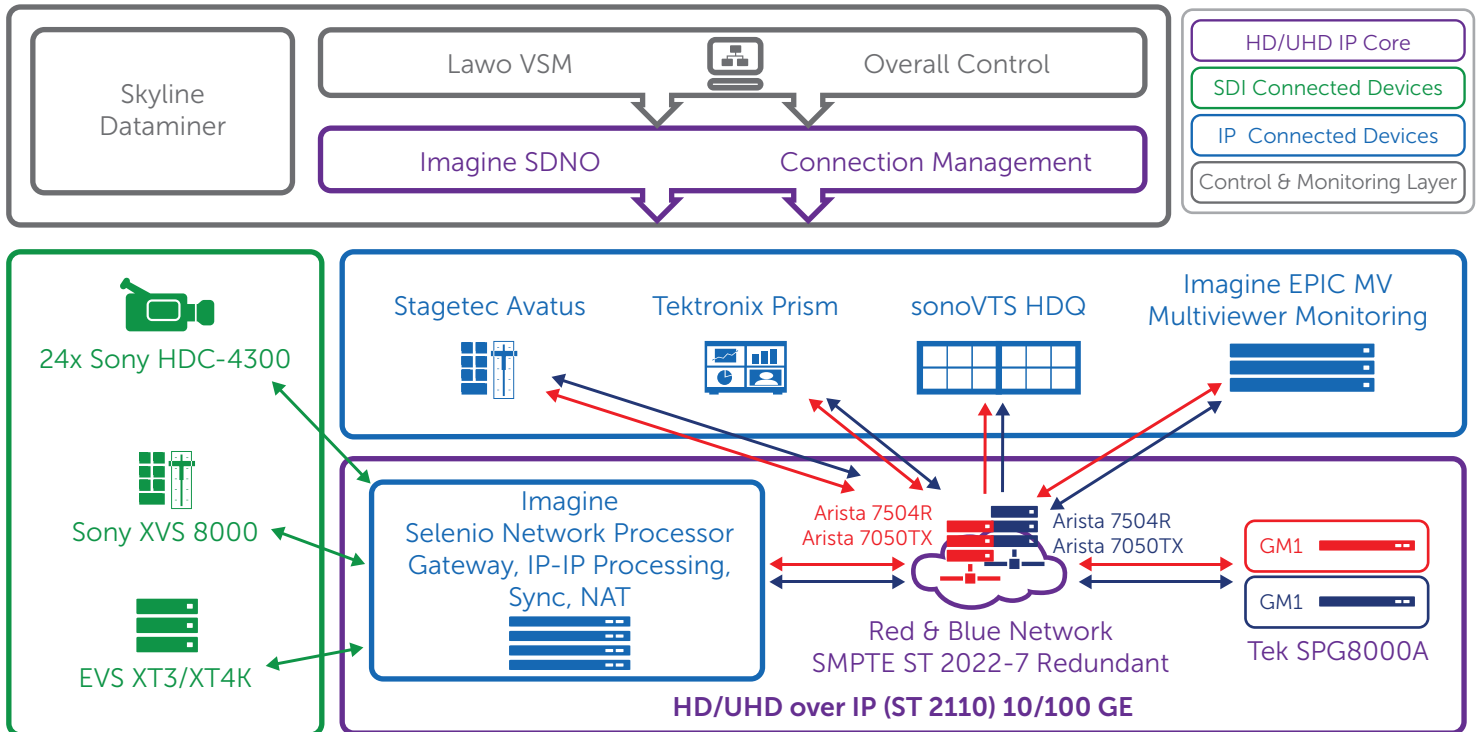 Skyline
Dataminer
Lawo VSM
Overall Control
Imagine SDNO
Connection Management
HD/UHD IP Core
SDI Connected Devices
IP Connected Devices
Control & Monitoring Layer
24x Sony HDC-4300
Sony XVS 8000
EVS XT3/XT4K
Stagetec Avatus
Tektronix Prism
sonoVTS HDQ
Imagine EPIC MV
Multiviewer Monitoring
Imagine
Selenio Network Processor
Gateway, IP-IP Processing,
Sync, NAT
Arista 7504R
Arista 7050TX
Arista 7504R
Arista 7050TX
Red & Blue Network
SMPTE ST 2022-7 Redundant
GM1
GM1
Tek SPG8000A
HD/UHD over IP (ST 2110) 10/100 GE